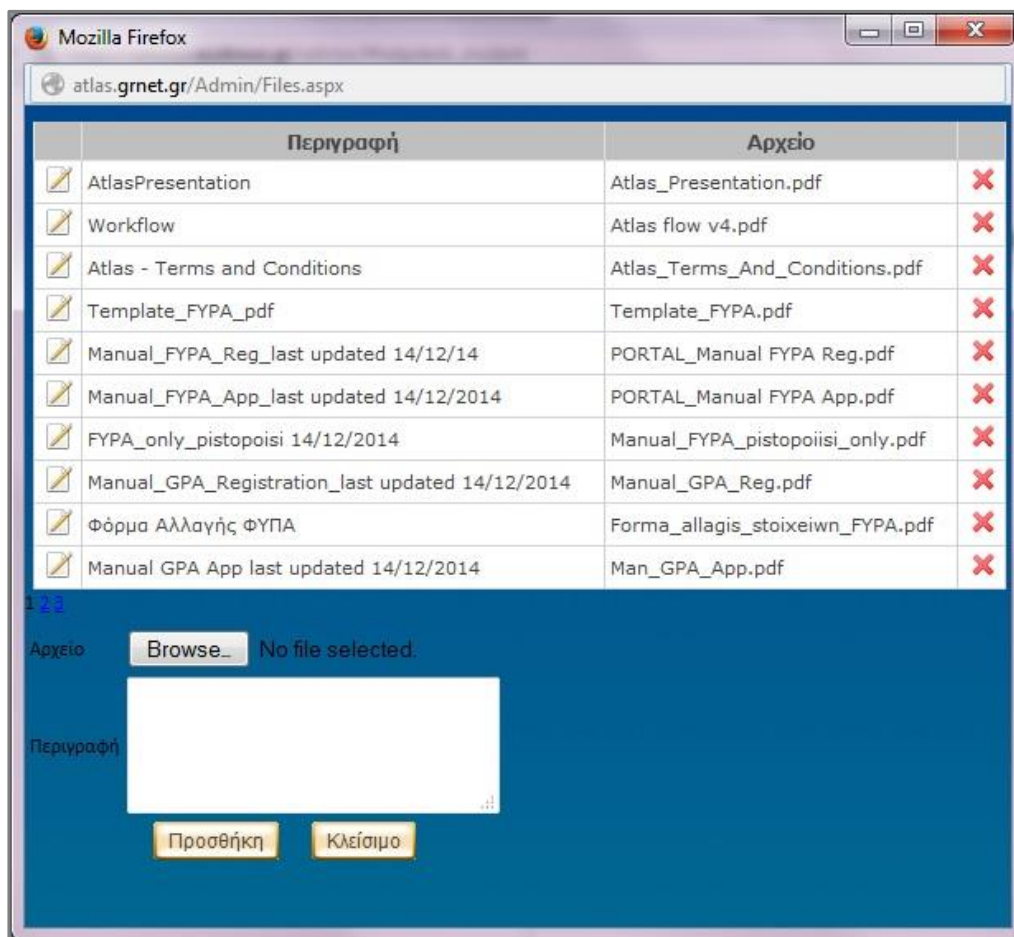 Mozilla Firefox
atlas.grnet.gr/Admin/Files.aspx
Περιγραφή Αρχείο
AtlasPresentation Atlas_Presentation.pdf
Workflow Atlas flow v4.pdf
Atlas - Terms and Conditions Atlas_Terms_And_Conditions.pdf
Template_FYPA_pdf Template_FYPA.pdf
Manual_FYPA_Reg_last updated 14/12/14 PORTAL_Manual FYPA Reg.pdf
Manual_FYPA_App_last updated 14/12/2014 PORTAL_Manual FYPA App.pdf
FYPA_only_pistopoisi 14/12/2014 Manual_FYPA_pistopoiisi_only.pdf
Manual_GPA_Registration_last updated 14/12/2014 Manual_GPA_Reg.pdf
Φόρμα Αλλαγής ΦΥΠΑ Forma_allagis_stoixeiwn_FYPA.pdf
Manual GPA App last updated 14/12/2014 Man_GPA_App.pdf
1 2 3
Αρχείο Browse_ No file selected.
Περιγραφή
Προσθήκη Κλείσιμο